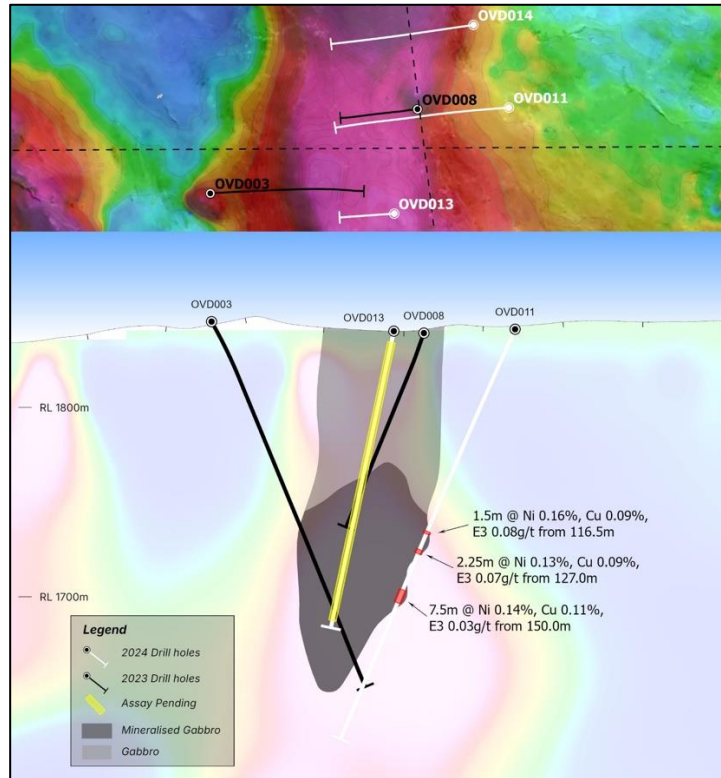 OVD014
OVD008
OVD011
OVD003
OVD013
OVD003
OVD013
OVD008
OVD011
RL 1800m
1.5m @ Ni 0.16%, Cu 0.09%,
E3 0.08g/t from 116.5m
2.25m @ Ni 0.13%, Cu 0.09%,
E3 0.07g/t from 127.0m
7.5m @ Ni 0.14%, Cu 0.11%,
E3 0.03g/t from 150.0m
RL 1700m
Legend
2024 Drill holes
2023 Drill holes
Assay Pending
Mineralised Gabbro
Gabbro